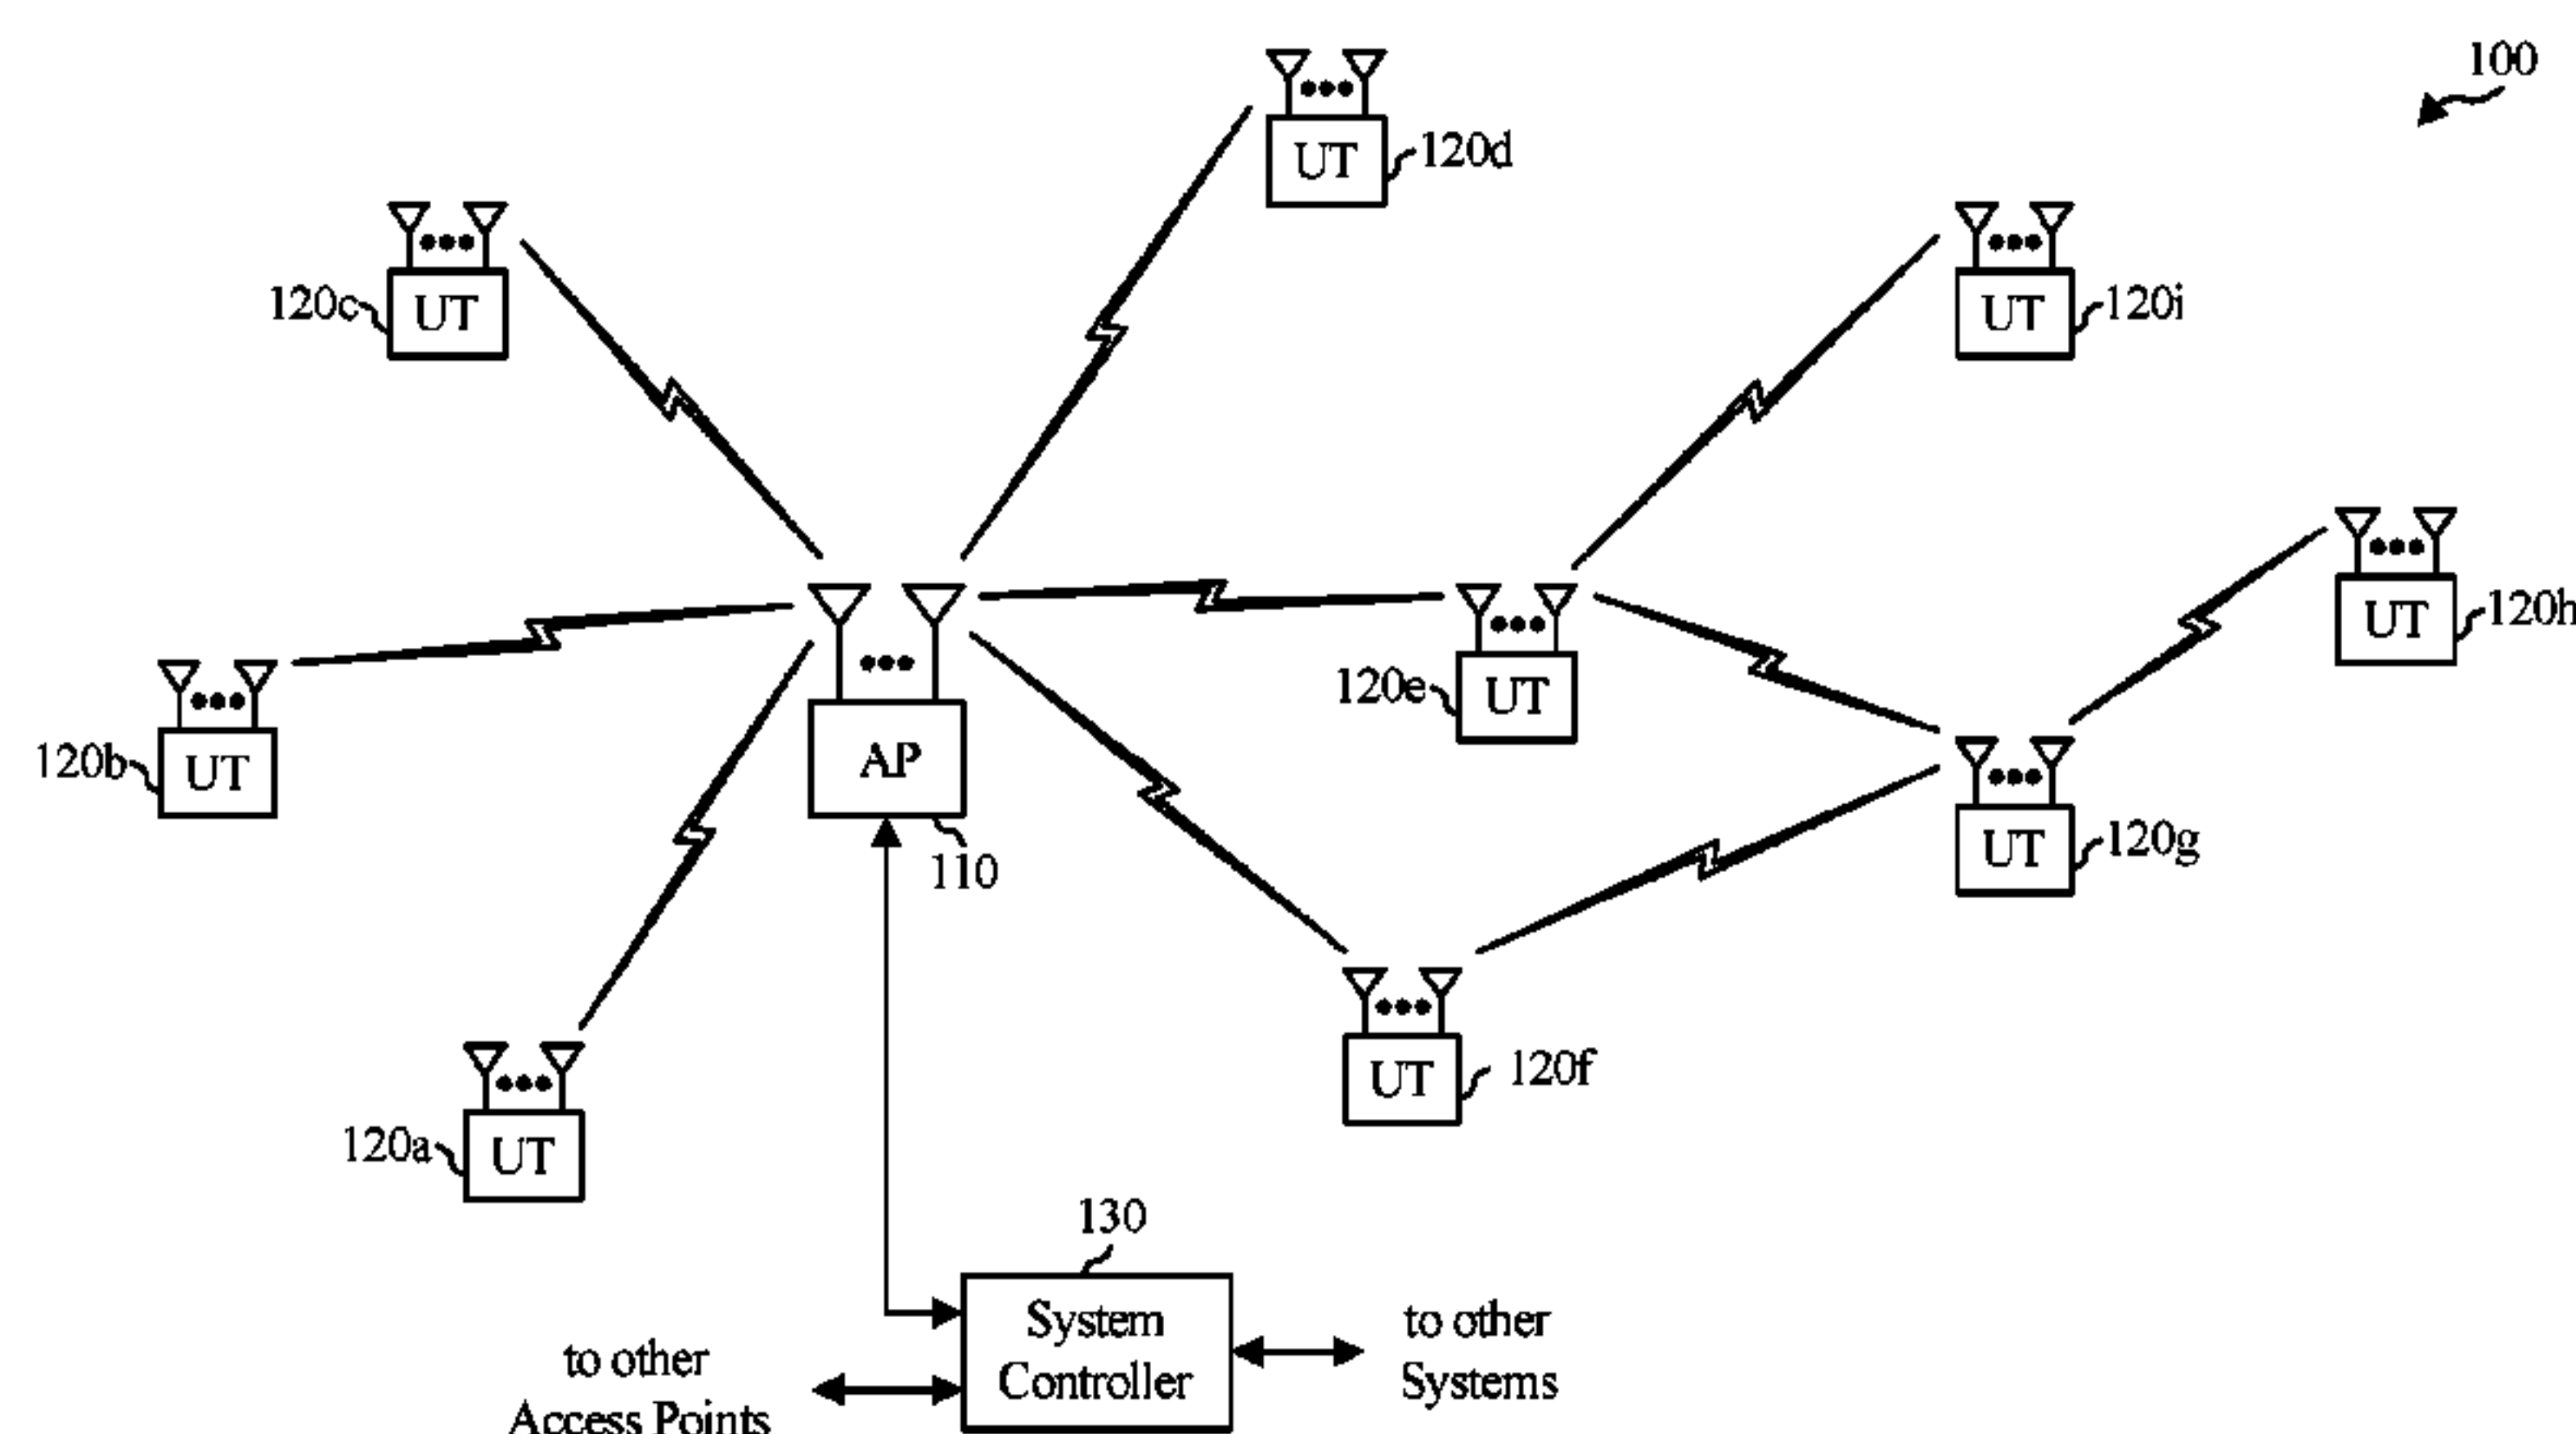 100
UT
120d
120c
UT
UT
120i
UT
120h
120e
UT
120b
UT
AP
110
UT
120g
UT
120f
120a
UT
130
System
Controller
to other
Systems
to other
Access Points